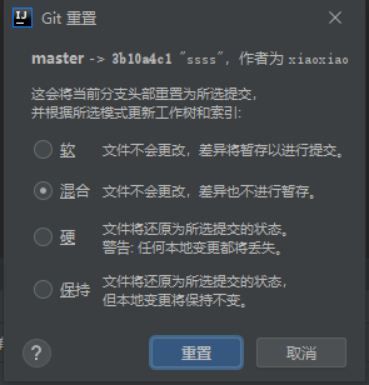 Git 重置
master -> 3b10a4c1 "ssss", 作者为 xiaoxiao
这会将当前分支头部重置为所选提交,
并根据所选模式更新工作树和索引:
软 文件不会更改，差异将暂存以进行提交。
混合 文件不会更改，差异也不进行暂存。
硬 文件将还原为所选提交的状态。
警告: 任何本地变更都将丢失。
保持 文件将还原为所选提交的状态，
但本地变更将保持不变。
? 重置 取消